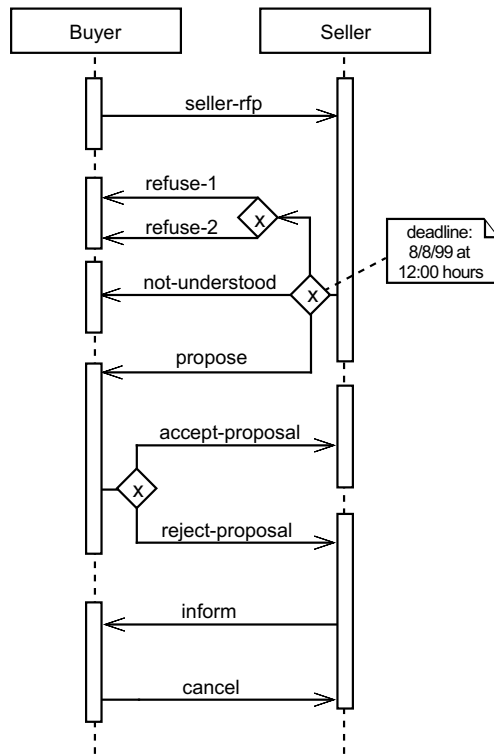 Buyer
Seller
seller-rfp
refuse-1
x
refuse-2
deadline:
8/8/99 at
12:00 hours
not-understood
x
propose
accept-proposal
x
reject-proposal
inform
cancel